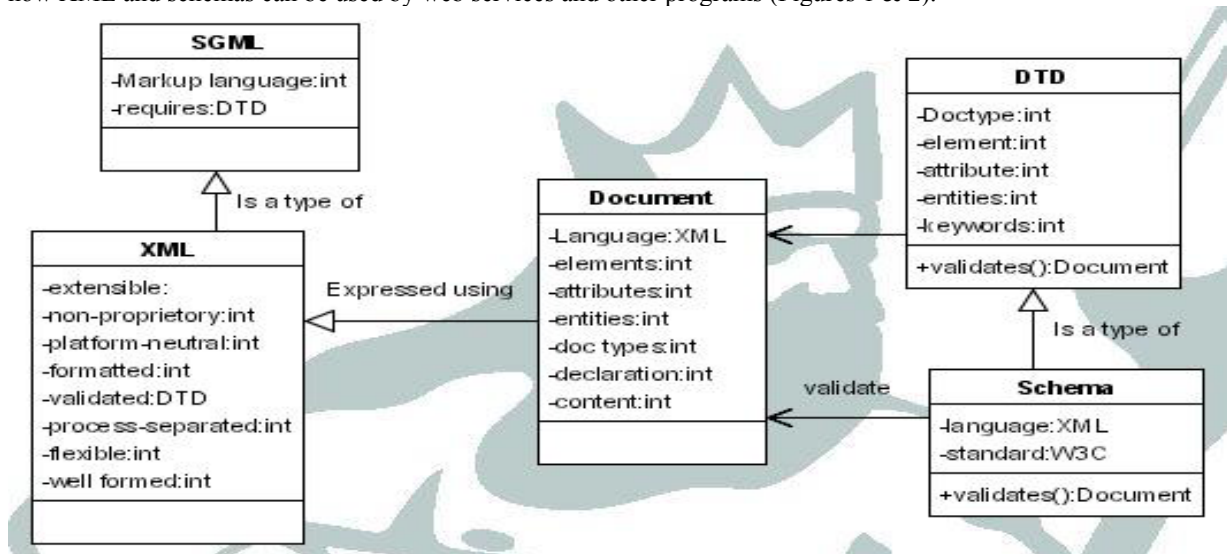 how XML and schemas can be used by web services and other programs (Figures 1 & 2).
SGML
-Markup language:int
-requires:DTD
Is a type of
XML
-extensible:
-non-proprietory:int
-platform-neutral:int
-formatted:int
-validated:DTD
-process-separated:int
-flexible:int
-well formed:int
Expressed using
Document
-Language:XML
-elements:int
-attributes:int
-entities:int
-doc types:int
-declaration:int
-content:int
DTD
-Doctype:int
-element:int
-attribute:int
-entities:int
-keywords:int
+validates():Document
Is a type of
validate
Schema
-language:XML
-standard:W3C
+validates():Document